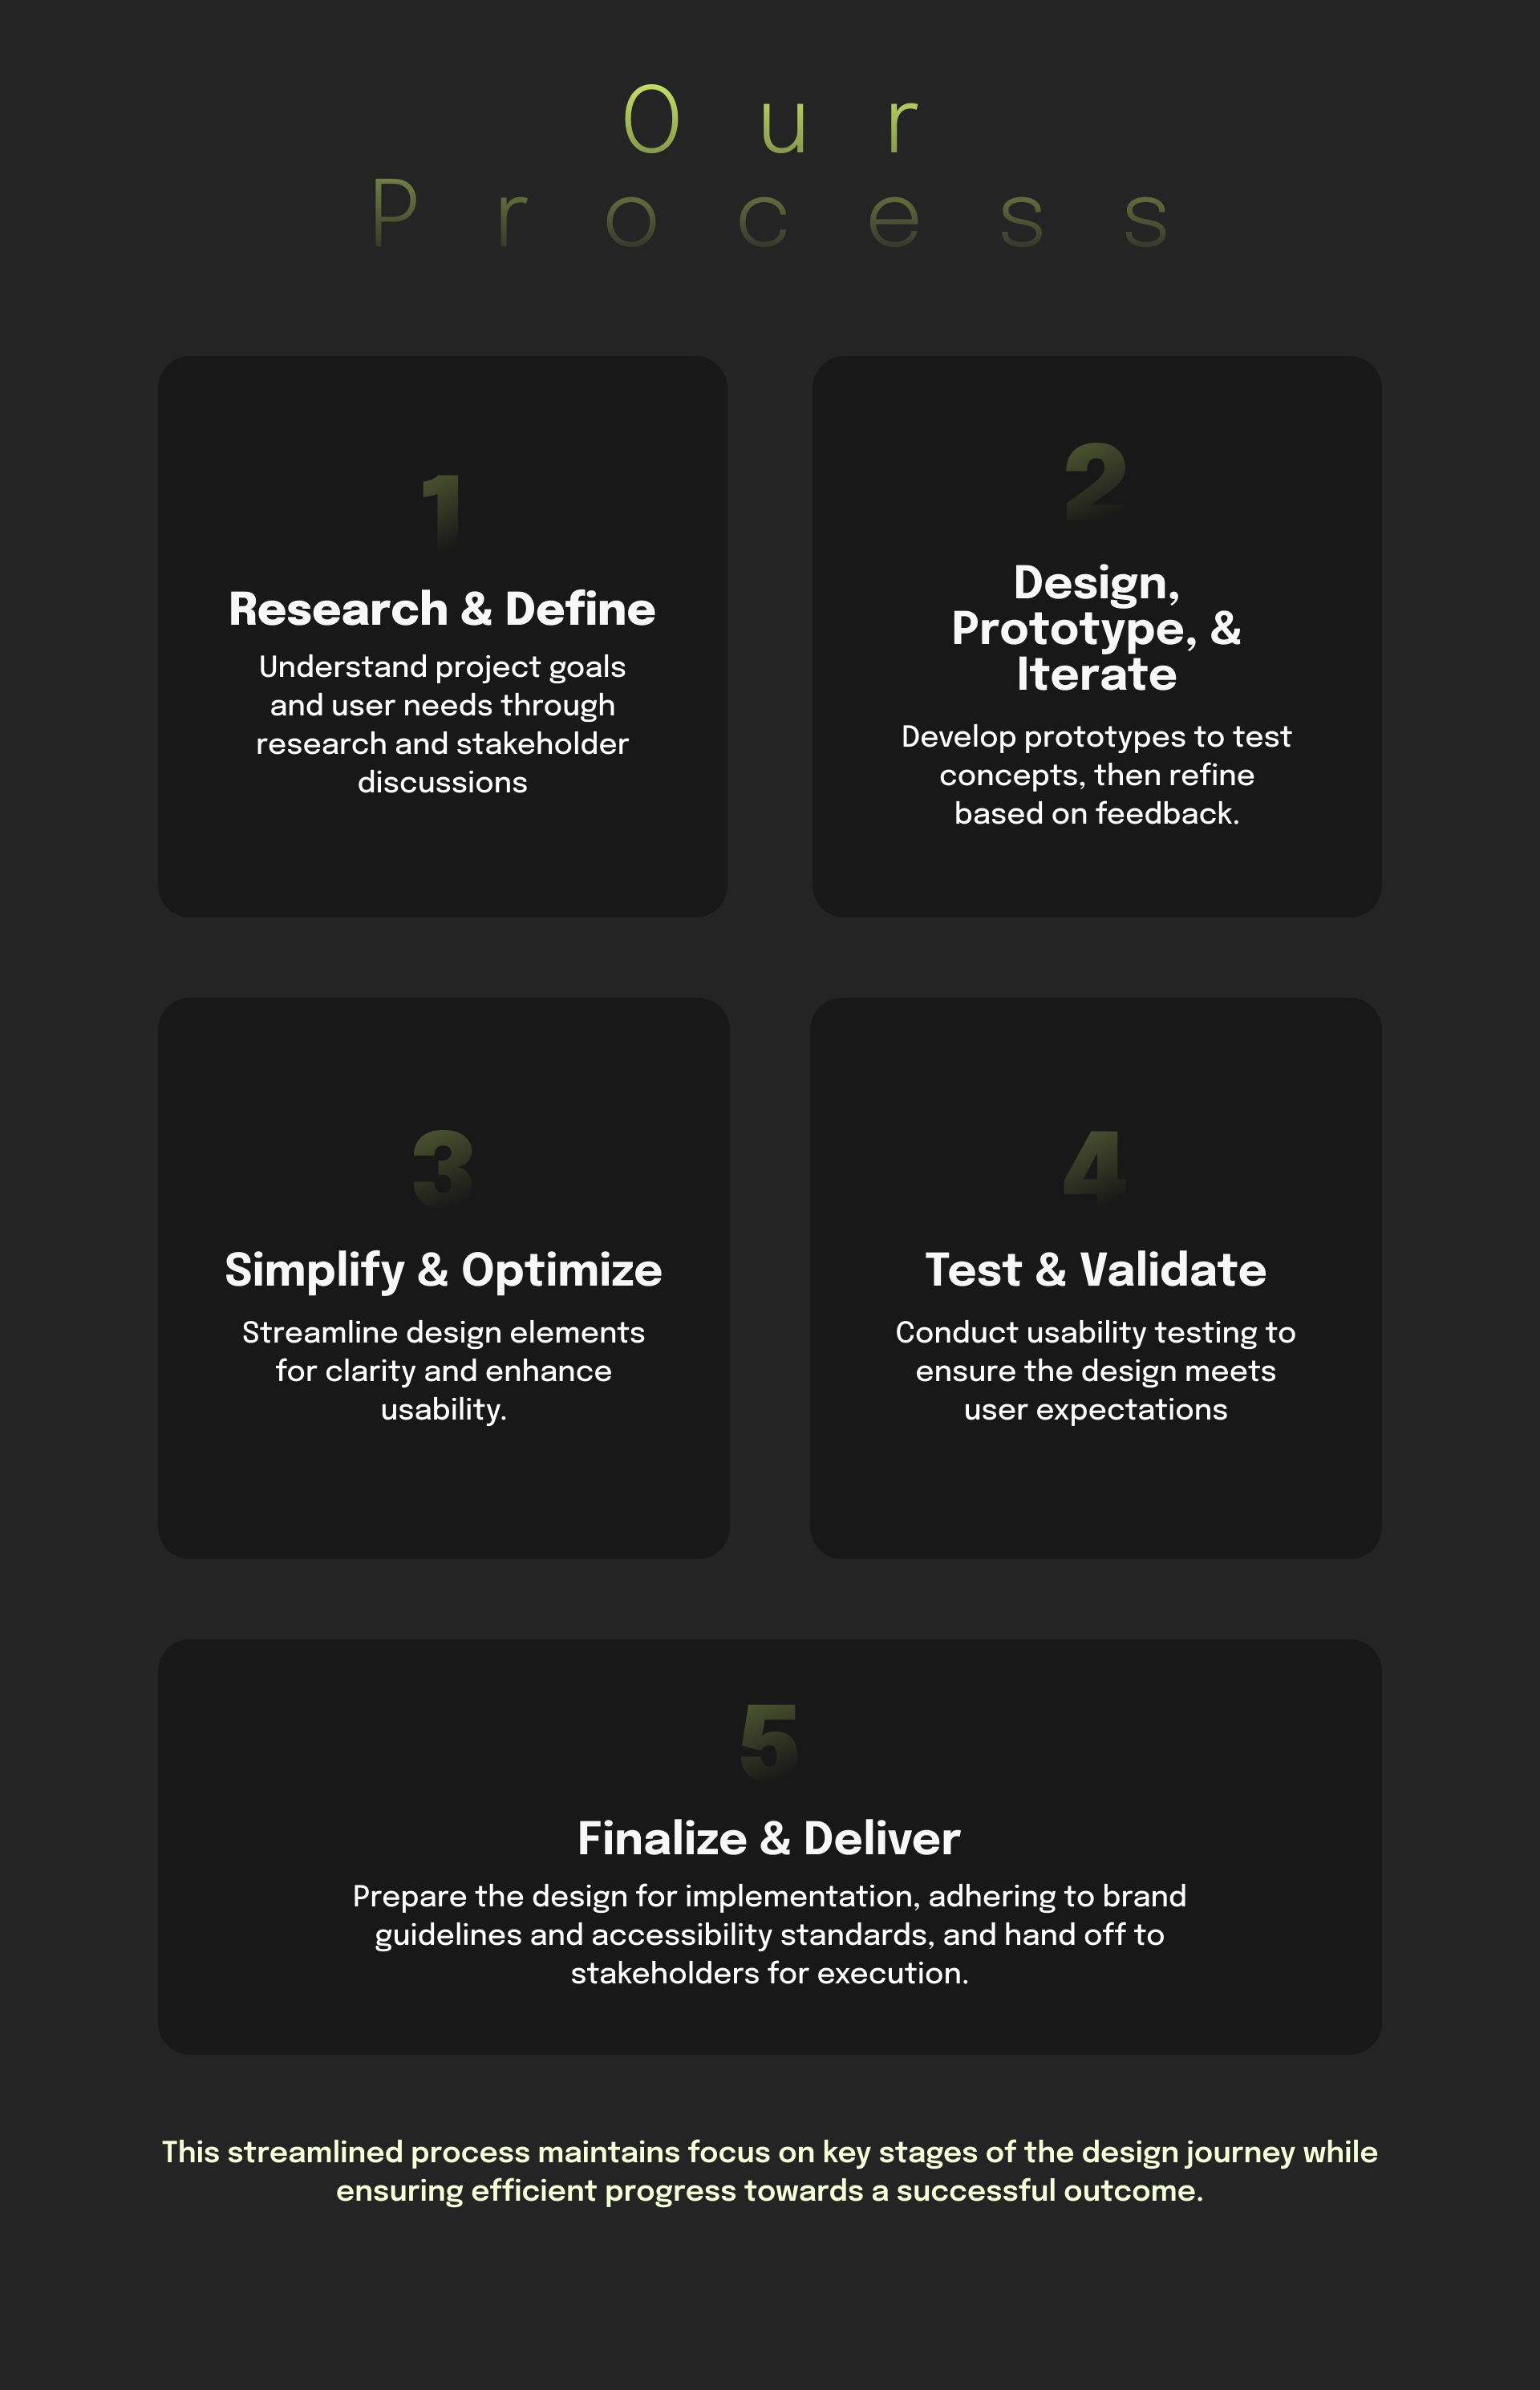 Our
Process
1
Research & Define
Understand project goals
and user needs through
research and stakeholder
discussions
2
Design,
Prototype, &
Iterate
Develop prototypes to test
concepts, then refine
based on feedback.
3
Simplify & Optimize
Streamline design elements
for clarity and enhance
usability.
4
Test & Validate
Conduct usability testing to
ensure the design meets
user expectations
5
Finalize & Deliver
Prepare the design for implementation, adhering to brand
guidelines and accessibility standards, and hand off to
stakeholders for execution.
This streamlined process maintains focus on key stages of the design journey while
ensuring efficient progress towards a successful outcome.